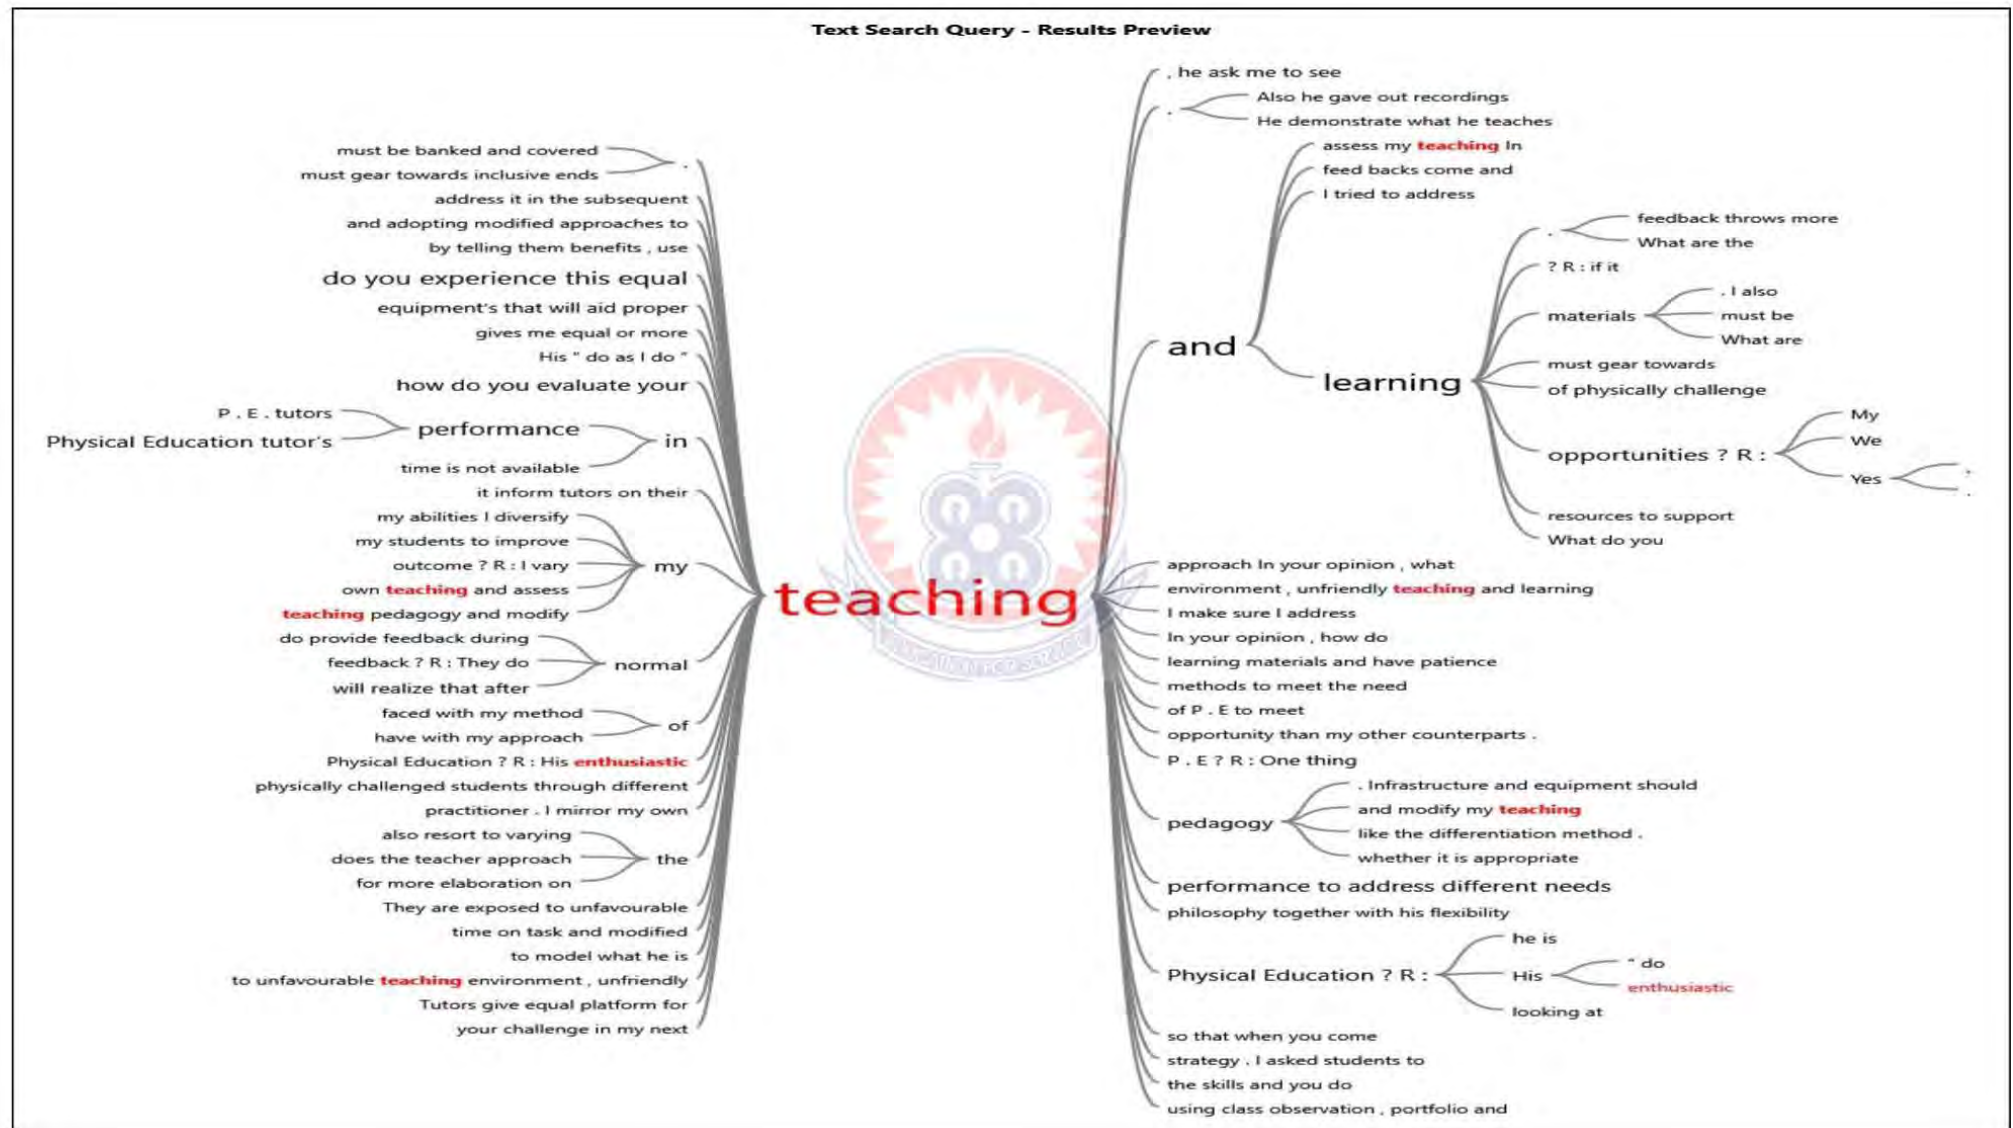 Text Search Query - Results Preview
must be banked and covered
must gear towards inclusive ends
.
address it in the subsequent
and adopting modified approaches to
by telling them benefits , use
do you experience this equal
equipment's that will aid proper
gives me equal or more
His " do as I do "
how do you evaluate your
P . E . tutors
Physical Education tutor's
performance
time is not available
in
it inform tutors on their
my abilities I diversify
my students to improve
outcome ? R : I vary
own teaching and assess
teaching pedagogy and modify
my
do provide feedback during
feedback ? R : They do
will realize that after
normal
faced with my method
have with my approach
of
Physical Education ? R : His enthusiastic
physically challenged students through different
practitioner . I mirror my own
also resort to varying
does the teacher approach
for more elaboration on
the
They are exposed to unfavourable
time on task and modified
to model what he is
to unfavourable teaching environment , unfriendly
Tutors give equal platform for
your challenge in my next
teaching
, he ask me to see
.
Also he gave out recordings
He demonstrate what he teaches
and
assess my teaching In
feed backs come and
I tried to address
learning
.
feedback throws more
What are the
? R : if it
materials
. I also
must be
What are
must gear towards
of physically challenge
opportunities ? R :
My
We
Yes
,
.
resources to support
What do you
approach In your opinion , what
environment , unfriendly teaching and learning
I make sure I address
In your opinion , how do
learning materials and have patience
methods to meet the need
of P . E to meet
opportunity than my other counterparts .
P . E ? R : One thing
pedagogy
. Infrastructure and equipment should
and modify my teaching
like the differentiation method .
whether it is appropriate
performance to address different needs
philosophy together with his flexibility
Physical Education ? R :
he is
His
" do
enthusiastic
looking at
so that when you come
strategy . I asked students to
the skills and you do
using class observation , portfolio and